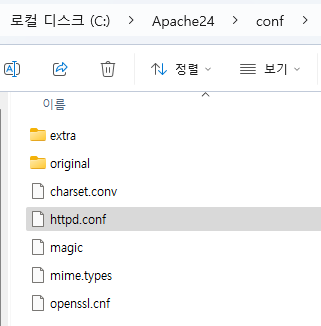 로컬 디스크 (C:) > Apache24 > conf >
정렬 보기
이름
extra
original
charset.conv
httpd.conf
magic
mime.types
openssl.cnf